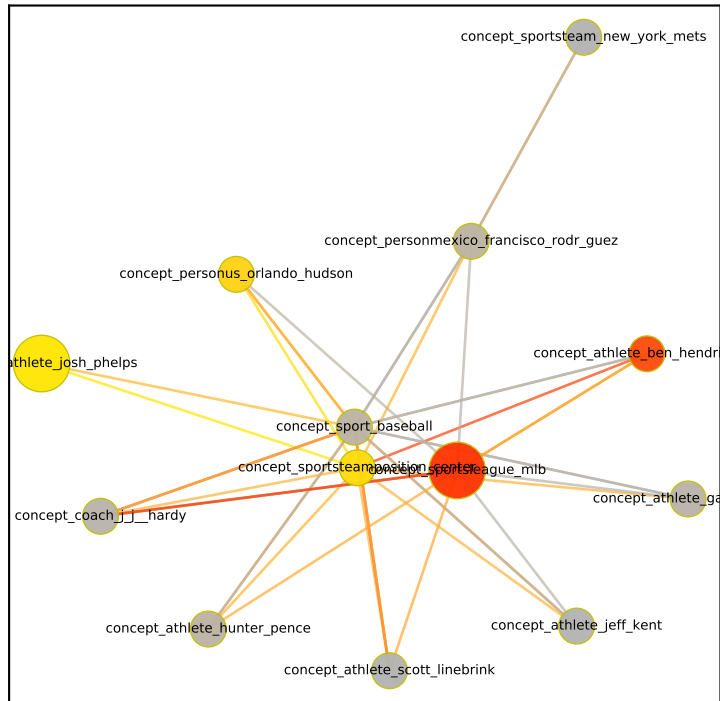 concept_sportsteam_new_york_mets
concept_personmexico_francisco_rodr_guez
concept_personus_orlando_hudson
concept_athlete_ben_hendri
athlete_josh_phelps
concept_sport_baseball
concept_sportsteamposition_center
concept_sportsleague_mlb
concept_athlete_ga
concept_coach_j_j__hardy
concept_athlete_hunter_pence
concept_athlete_jeff_kent
concept_athlete_scott_linebrink